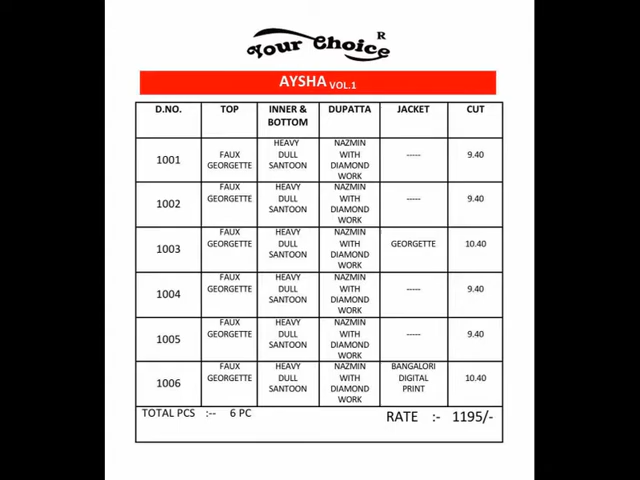 Your Choice R
AYSHA VOL.1
D.NO. TOP INNER & BOTTOM DUPATTA JACKET CUT
1001 FAUX GEORGETTE HEAVY DULL SANTOON NAZMIN WITH DIAMOND WORK ----- 9.40
1002 FAUX GEORGETTE HEAVY DULL SANTOON NAZMIN WITH DIAMOND WORK ----- 9.40
1003 FAUX GEORGETTE HEAVY DULL SANTOON NAZMIN WITH DIAMOND WORK GEORGETTE 10.40
1004 FAUX GEORGETTE HEAVY DULL SANTOON NAZMIN WITH DIAMOND WORK ----- 9.40
1005 FAUX GEORGETTE HEAVY DULL SANTOON NAZMIN WITH DIAMOND WORK ----- 9.40
1006 FAUX GEORGETTE HEAVY DULL SANTOON NAZMIN WITH DIAMOND WORK BANGALORI DIGITAL PRINT 10.40
TOTAL PCS :-- 6 PC RATE :- 1195/-